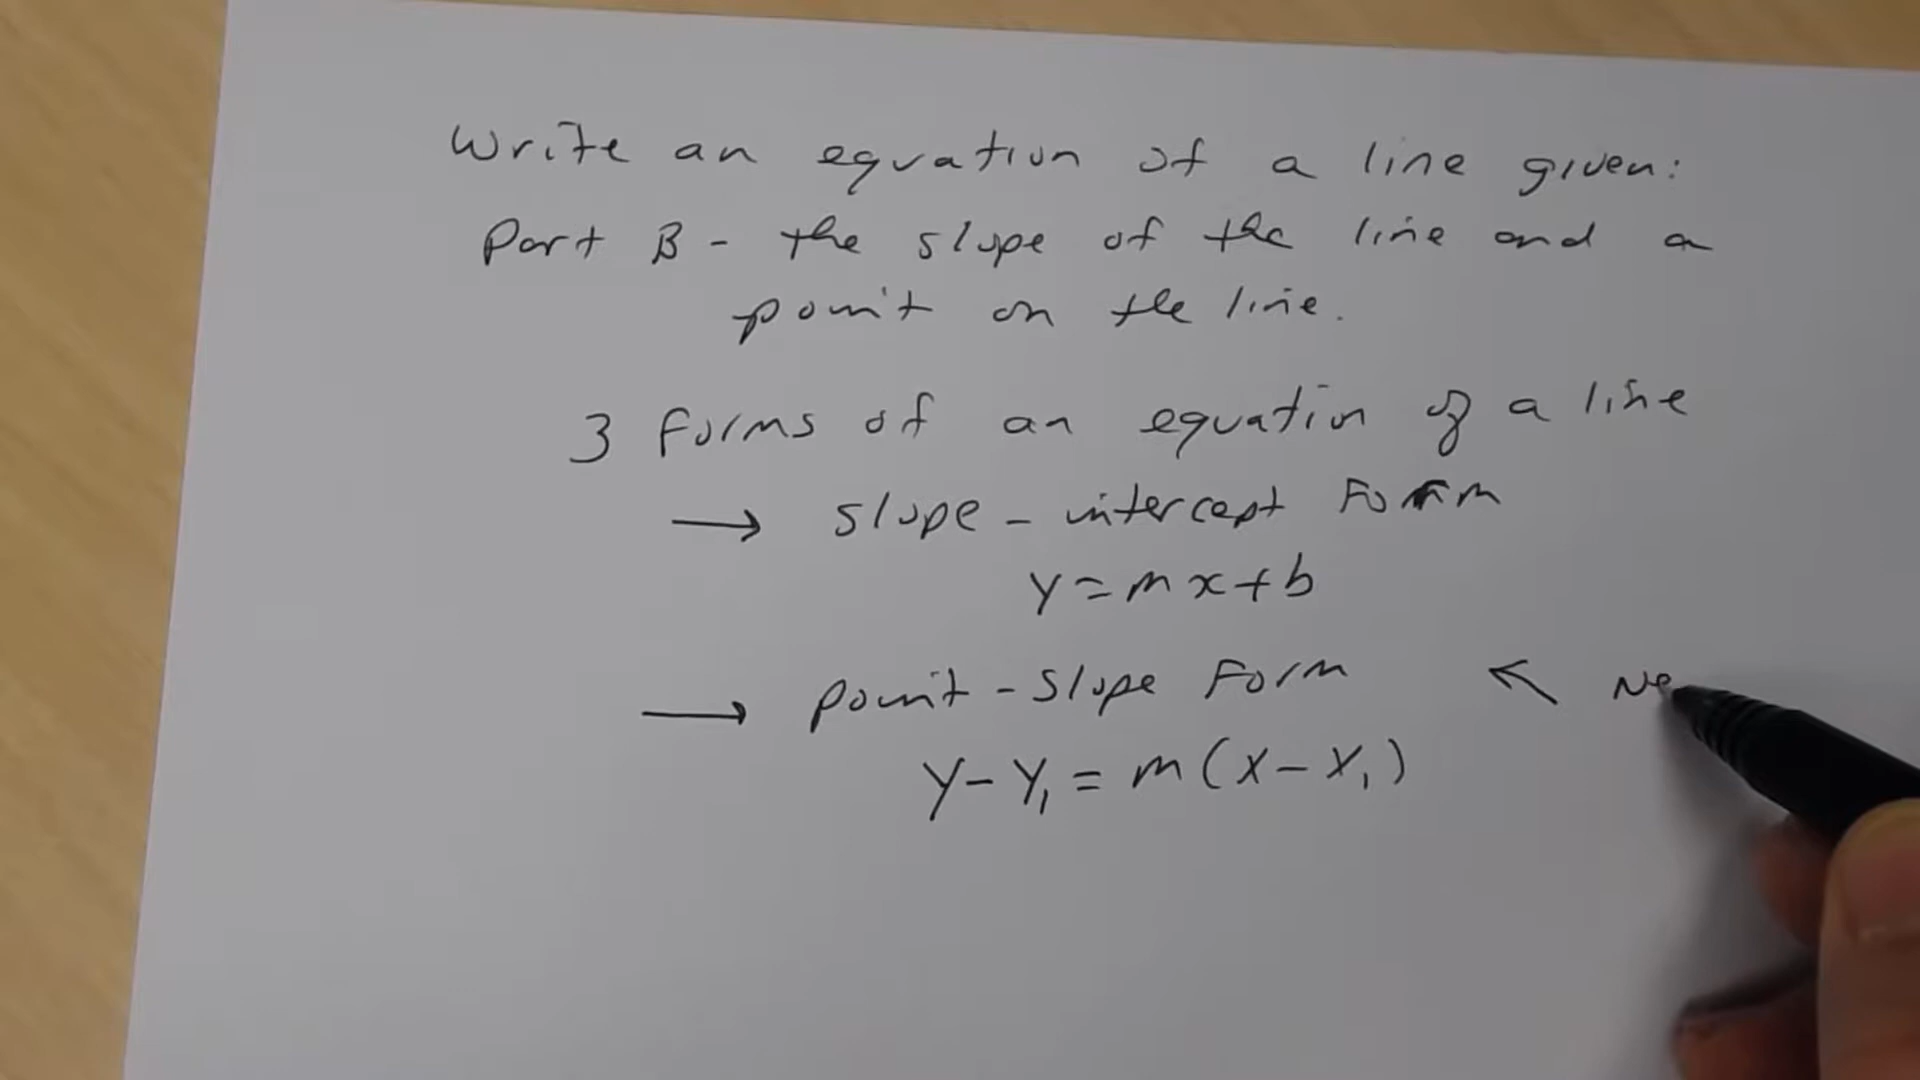 Write an equation of a line given:
Part B - the slope of the line and a
point on the line.
3 Forms of an equation of a line
→ slope - intercept Form
y = mx + b
→ point - slope Form ← Ne
y - y₁ = m(x - x₁)